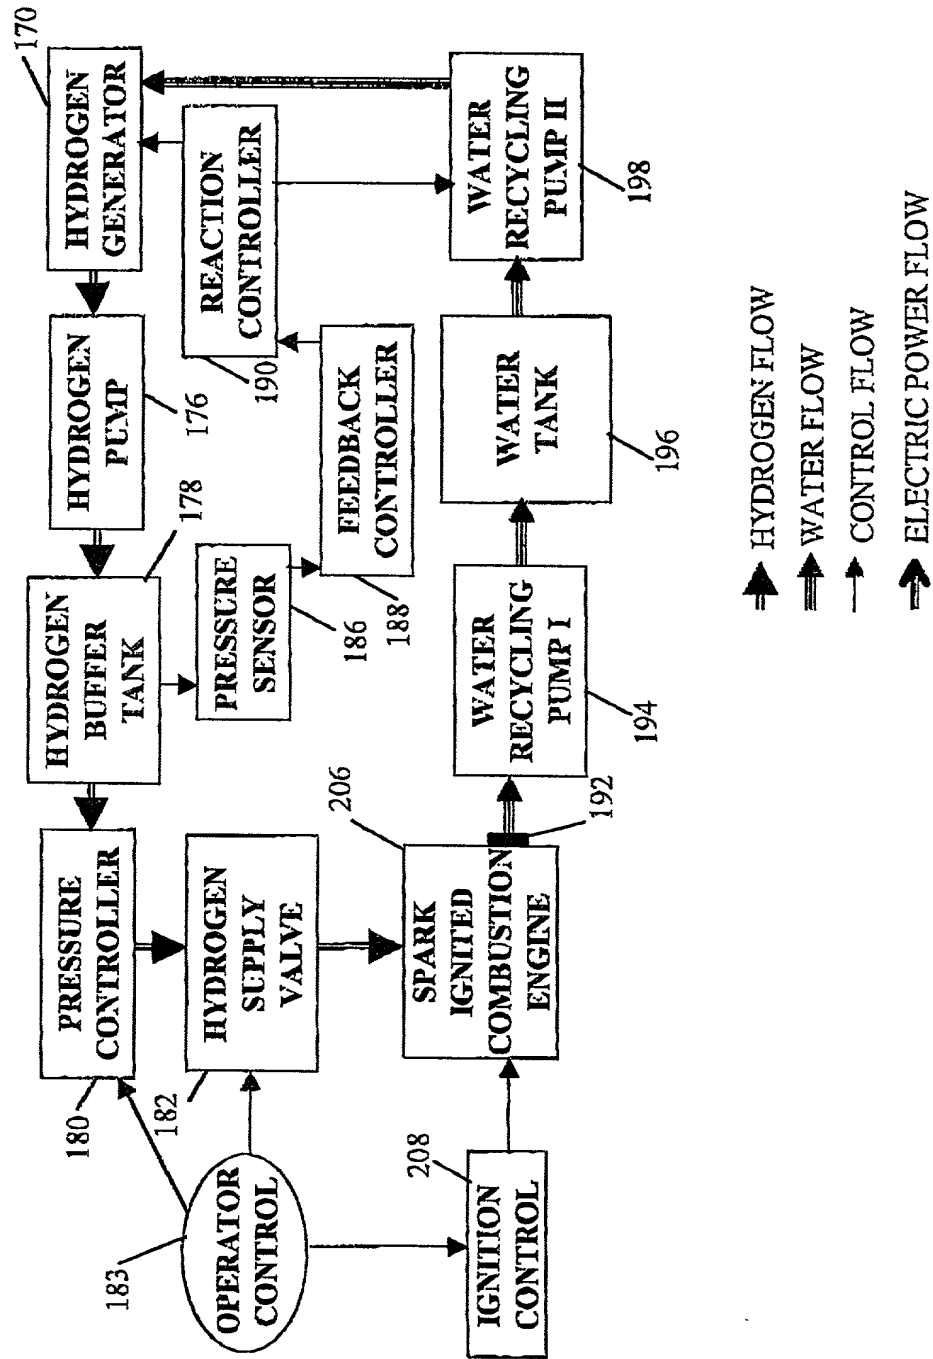 OPERATOR
CONTROL
183
PRESSURE
CONTROLLER
180
HYDROGEN
SUPPLY
VALVE
182
IGNITION
CONTROL
208
SPARK
IGNITED
COMBUSTION
ENGINE
206
192
HYDROGEN
BUFFER
TANK
178
PRESSURE
SENSOR
186
HYDROGEN
PUMP
176
FEEDBACK
CONTROLLER
188
HYDROGEN
GENERATOR
170
REACTION
CONTROLLER
190
WATER
RECYCLING
PUMP I
194
WATER
TANK
196
WATER
RECYCLING
PUMP II
198
HYDROGEN FLOW
WATER FLOW
CONTROL FLOW
ELECTRIC POWER FLOW